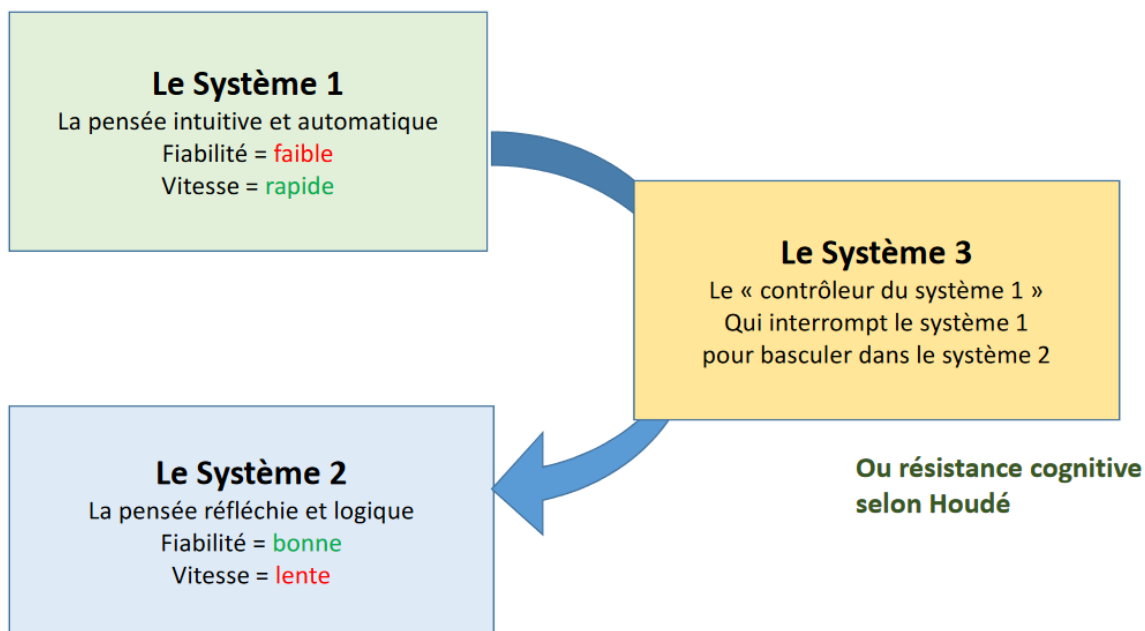 Le Système 1
La pensée intuitive et automatique
Fiabilité = faible
Vitesse = rapide
Le Système 3
Le « contrôleur du système 1 »
Qui interrompt le système 1
pour basculer dans le système 2
Ou résistance cognitive
selon Houdé
Le Système 2
La pensée réfléchie et logique
Fiabilité = bonne
Vitesse = lente